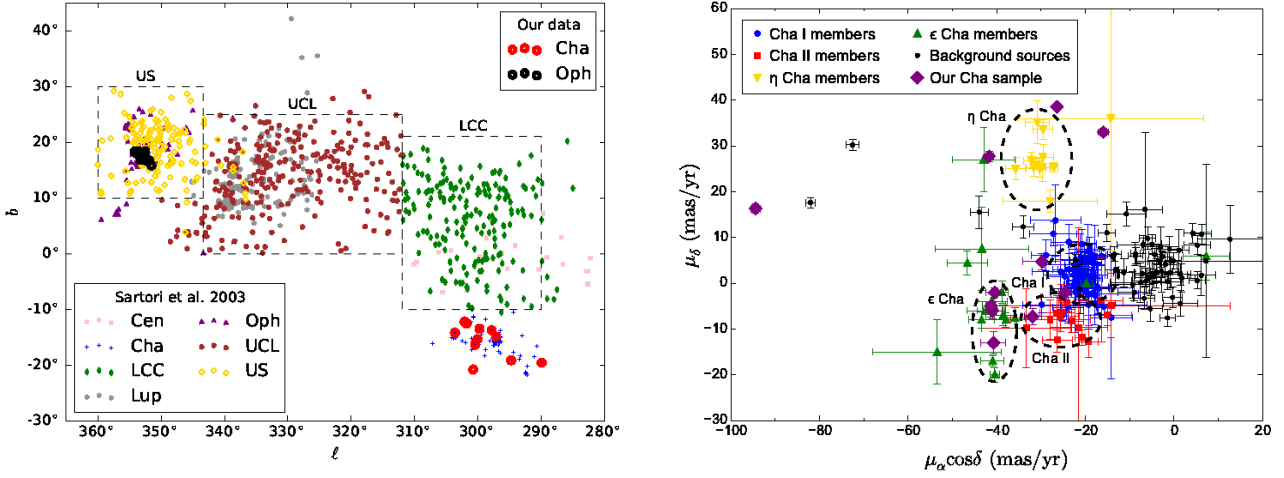 Our data
Cha
Oph
US
UCL
LCC
40°
30°
20°
10°
0°
-10°
-20°
-30°
b
Sartori et al. 2003
Cen
Cha
LCC
Lup
Oph
UCL
US
360° 350° 340° 330° 320° 310° 300° 290° 280°
ℓ
60
50
40
30
20
10
0
−10
−20
−30
μδ (mas/yr)
Cha I members
Cha II members
η Cha members
ϵ Cha members
Background sources
Our Cha sample
η Cha
Cha I
ϵ Cha
Cha II
−100 −80 −60 −40 −20 0 20
μα cosδ (mas/yr)